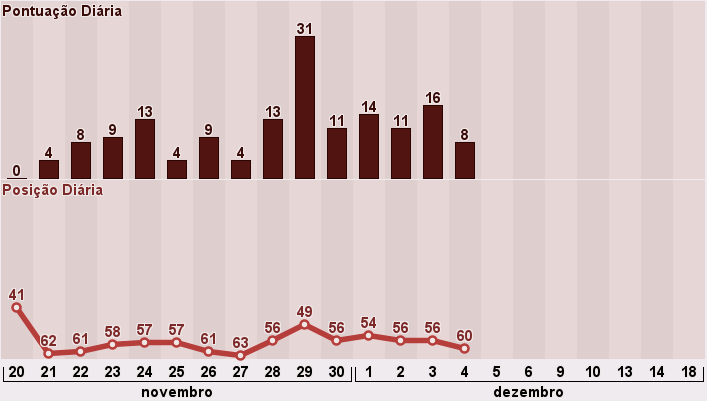 Pontuação Diária
0 4 8 9 13 4 9 4 13 31 11 14 11 16 8
Posição Diária
41 62 61 58 57 57 61 63 56 49 56 54 56 56 60
20 21 22 23 24 25 26 27 28 29 30 1 2 3 4 5 6 9 10 13 14 18
novembro dezembro